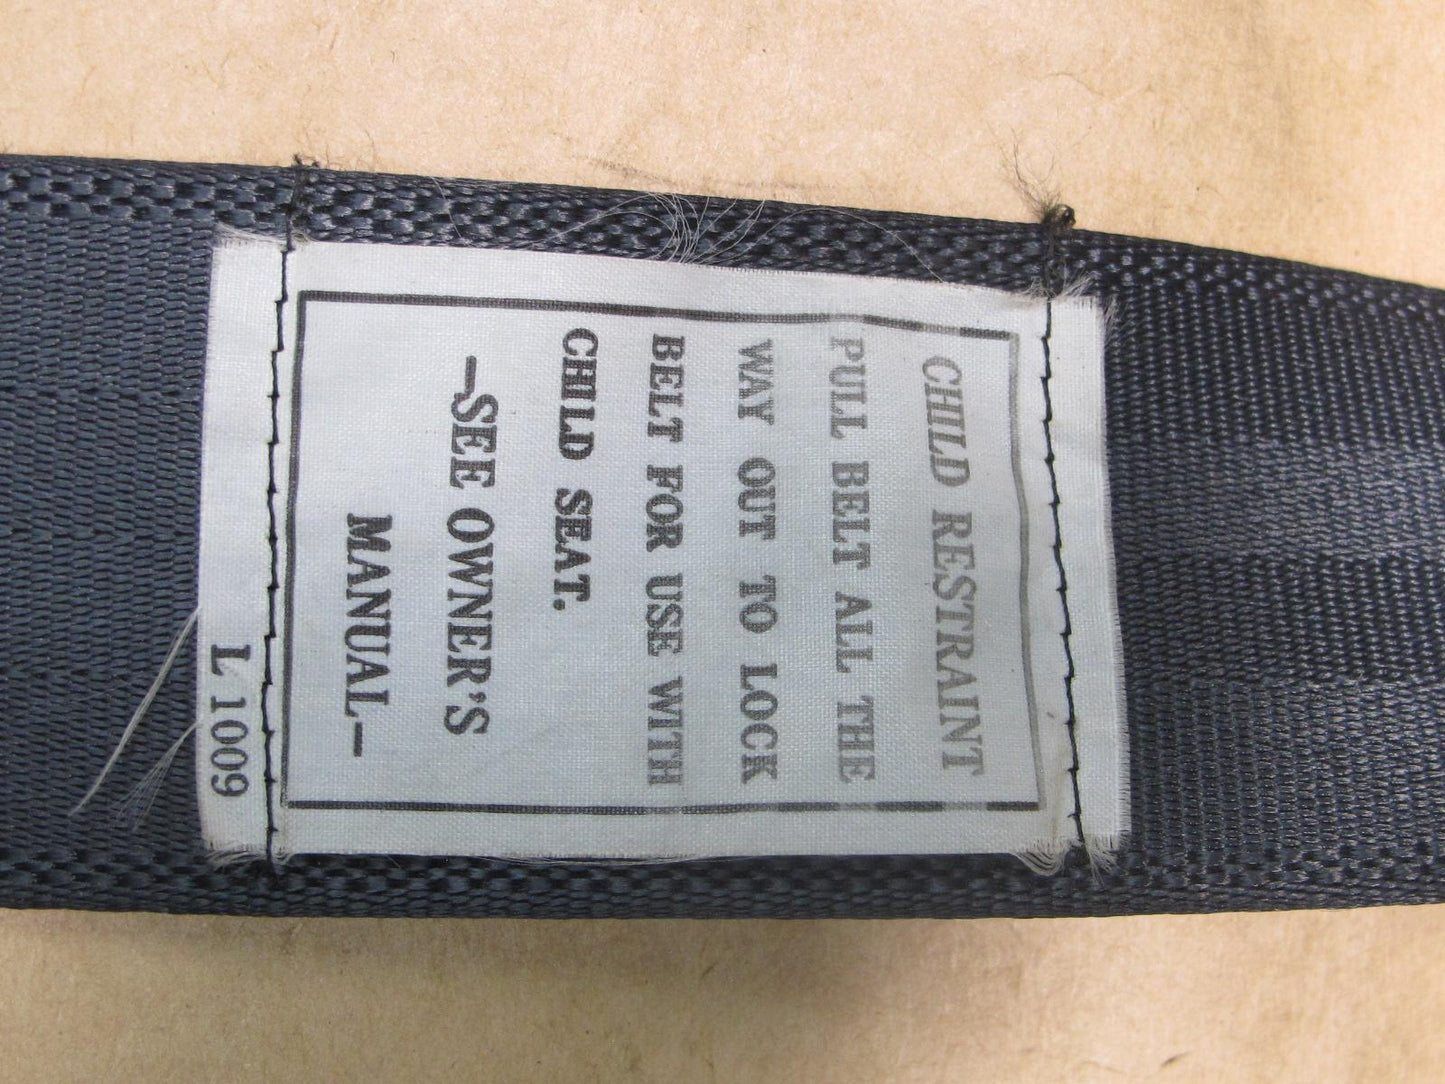 CHILD RESTRAINT
PULL BELT ALL THE
WAY OUT TO LOCK
BELT FOR USE WITH
CHILD SEAT.
—SEE OWNER'S
MANUAL—
L 1009